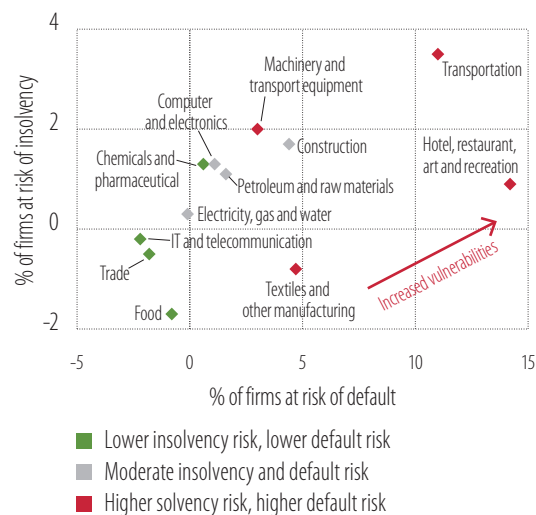 % of firms at risk of insolvency
4
2
0
-2
Transportation
Machinery and
transport equipment
Computer
and electronics
Construction
Hotel, restaurant,
art and recreation
Chemicals and
pharmaceutical
Petroleum and raw materials
Electricity, gas and water
IT and telecommunication
Trade
Increased vulnerabilities
Textiles and
other manufacturing
Food
-5
0
5
10
15
% of firms at risk of default
Lower insolvency risk, lower default risk
Moderate insolvency and default risk
Higher solvency risk, higher default risk